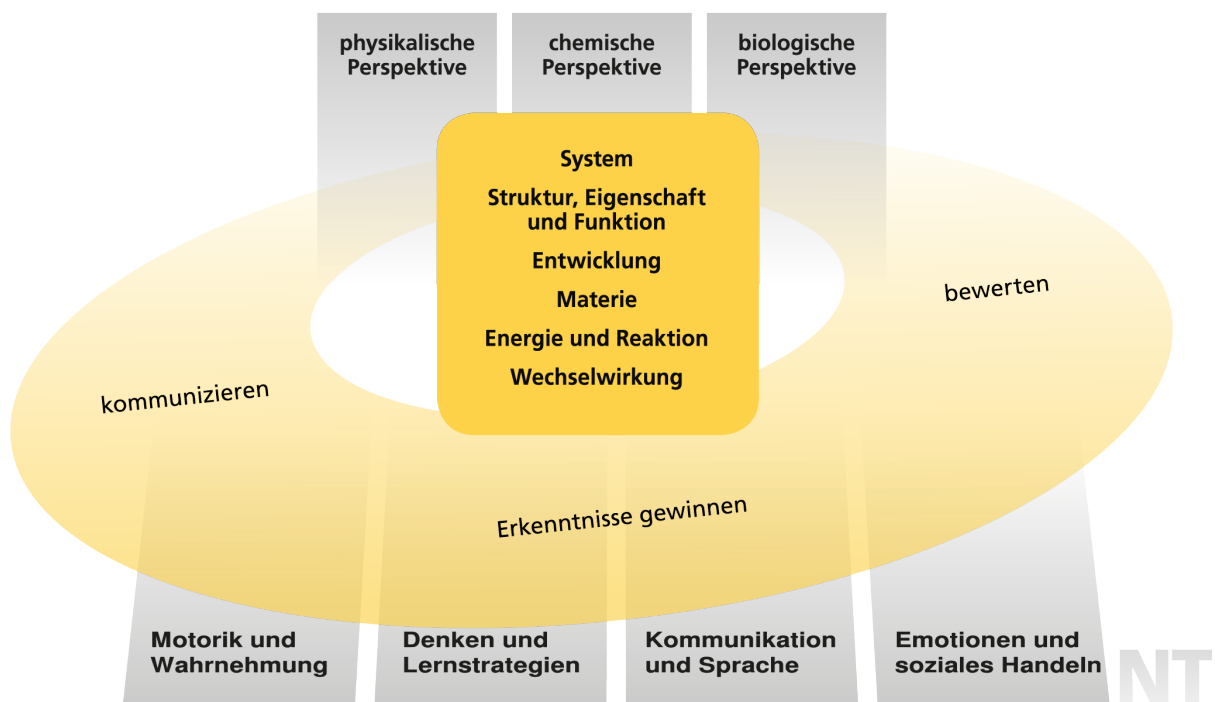 physikalische
Perspektive
chemische
Perspektive
biologische
Perspektive
System
Struktur, Eigenschaft
und Funktion
Entwicklung
Materie
Energie und Reaktion
Wechselwirkung
bewerten
kommunizieren
Erkenntnisse gewinnen
Motorik und
Wahrnehmung
Denken und
Lernstrategien
Kommunikation
und Sprache
Emotionen und
soziales Handeln
NT